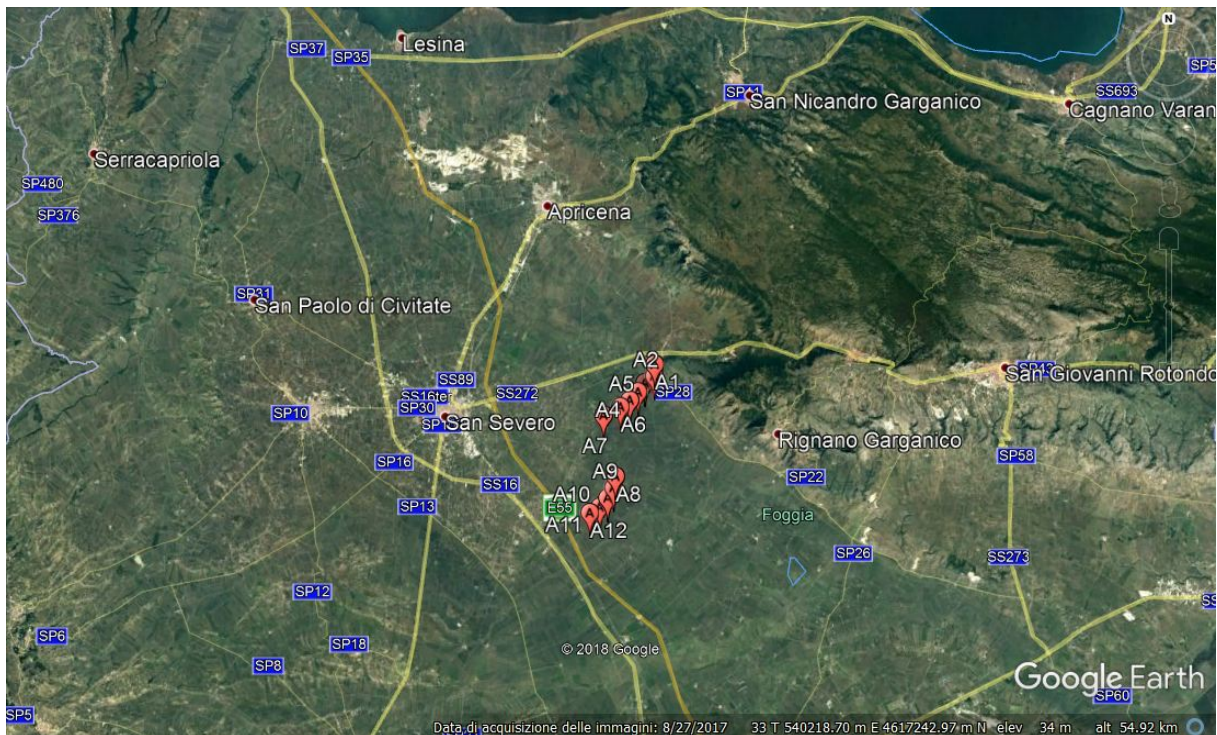 SP37
SP35
Lesina
N
SP5
SP41
San Nicandro Garganico
SS693
Cagnano Varan
Serracapriola
SP480
SP376
Apricena
SP31
San Paolo di Civitate
A2
A1
A5
SP28
A4
A6
A7
SP43
San Giovanni Rotondo
SS89
SS16ter
SS272
SP10
SP30
San Severo
Rignano Garganico
SP58
SP16
SS16
SP22
SP13
A9
A10
A8
E55
A
A11
A12
Foggia
SP26
SS273
SP12
SS
SP6
SP18
SP8
© 2018 Google
Google Earth
SP60
SP5
Data di acquisizione delle immagini: 8/27/2017 33 T 540218.70 m E 4617242.97 m N elev 34 m alt 54.92 km